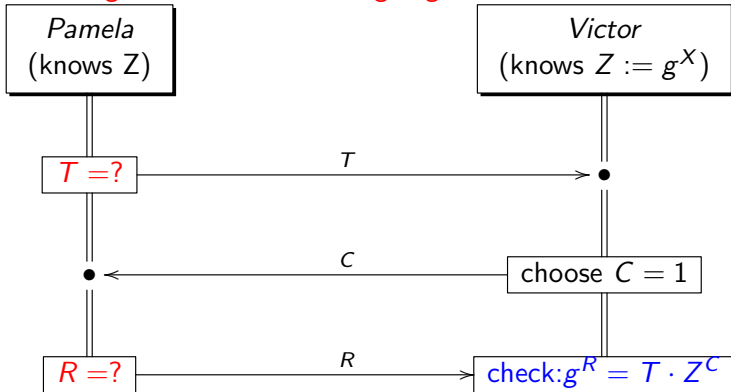 Pamela
(knows Z)
Victor
(knows Z := g^X)
T =?
T
C
choose C = 1
R =?
R
check:g^R = T · Z^C